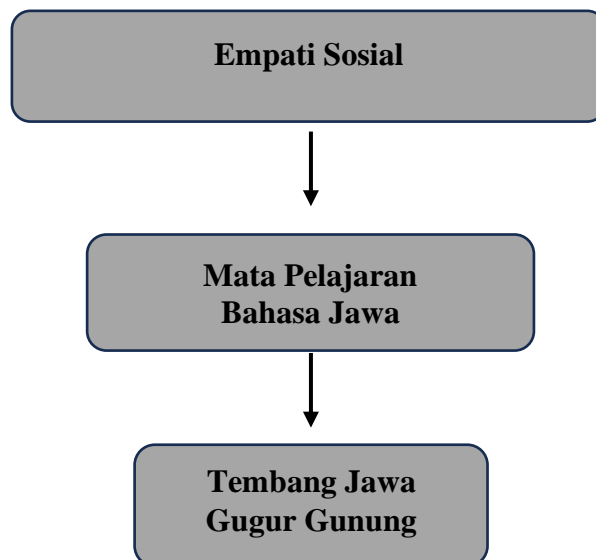 Empati Sosial
Mata Pelajaran
Bahasa Jawa
Tembang Jawa
Gugur Gunung